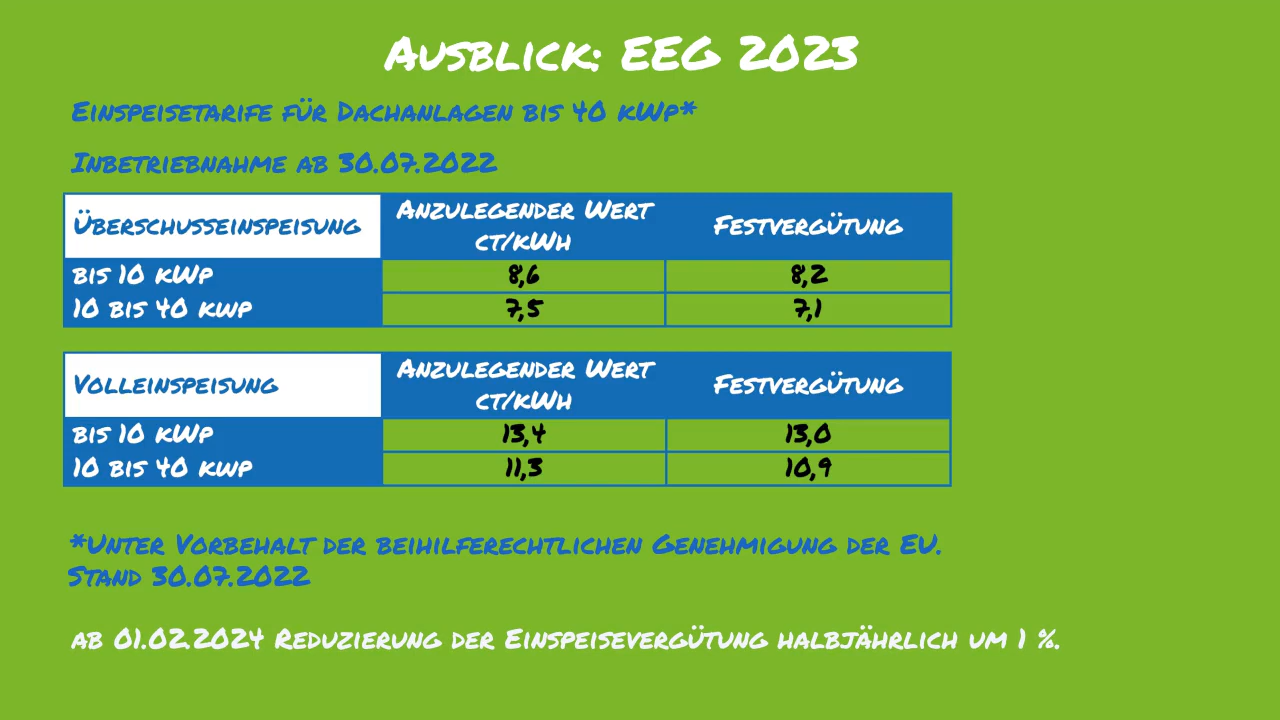 Ausblick: EEG 2023
Einspeisetarife für Dachanlagen bis 40 kWp*
Inbetriebnahme ab 30.07.2022
Überschusseinspeisung Anzulegender Wert ct/kWh Festvergütung
bis 10 kWp 8,6 8,2
10 bis 40 kwp 7,5 7,1
Volleinspeisung Anzulegender Wert ct/kWh Festvergütung
bis 10 kWp 13,4 13,0
10 bis 40 kwp 11,3 10,9
*Unter Vorbehalt der beihilferechtlichen Genehmigung der EU.
Stand 30.07.2022
ab 01.02.2024 Reduzierung der Einspeisevergütung halbjährlich um 1 %.